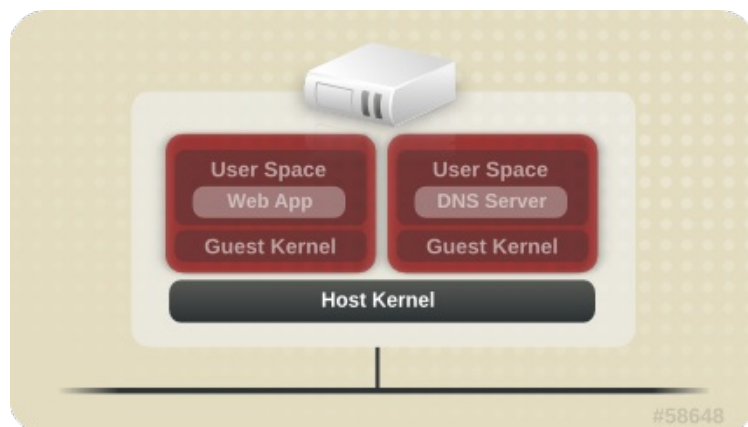 User Space
Web App
Guest Kernel
User Space
DNS Server
Guest Kernel
Host Kernel
#58648